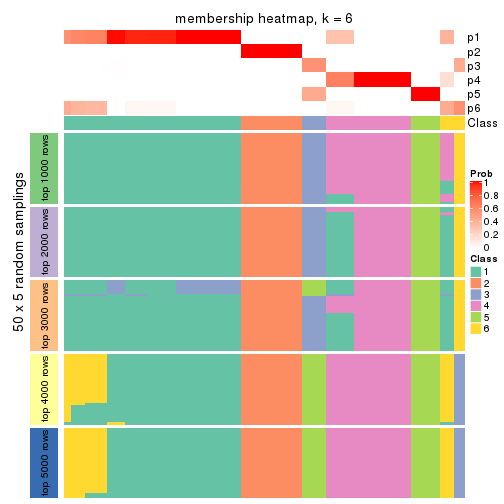 membership heatmap, k = 6
p1
p2
p3
p4
p5
p6
Class
50 x 5 random samplings
top 1000 rows
top 2000 rows
top 3000 rows
top 4000 rows
top 5000 rows
Prob
1
0.8
0.6
0.4
0.2
0
Class
1
2
3
4
5
6